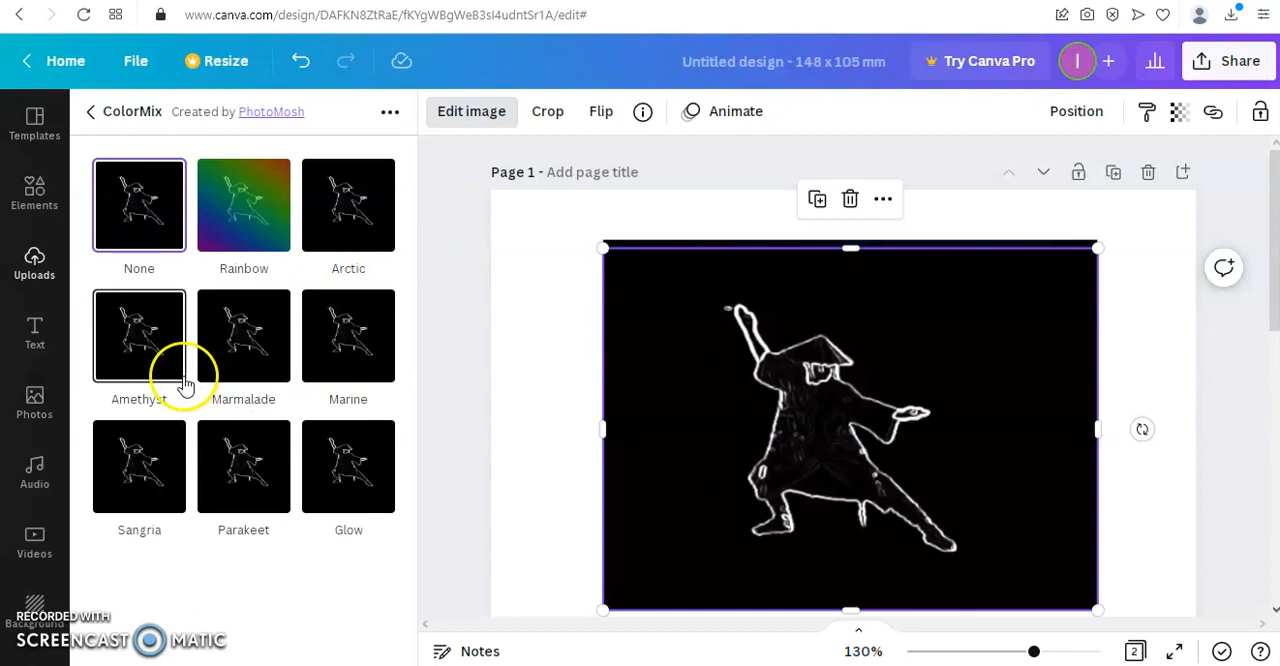 www.canva.com/design/DAFKN8ZtRaE/fKYgWBgWeB3sI4udntSr1A/edit#
Home File Resize Untitled design - 148 x 105 mm Try Canva Pro I + Share
Templates
Elements
Uploads
Text
Photos
Audio
Videos
Background
ColorMix Created by PhotoMosh
None Rainbow Arctic
Amethyst Marmalade Marine
Sangria Parakeet Glow
Edit image Crop Flip Animate Position
Page 1 - Add page title
Notes 130% 2
RECORDED WITH
SCREENCAST MATIC